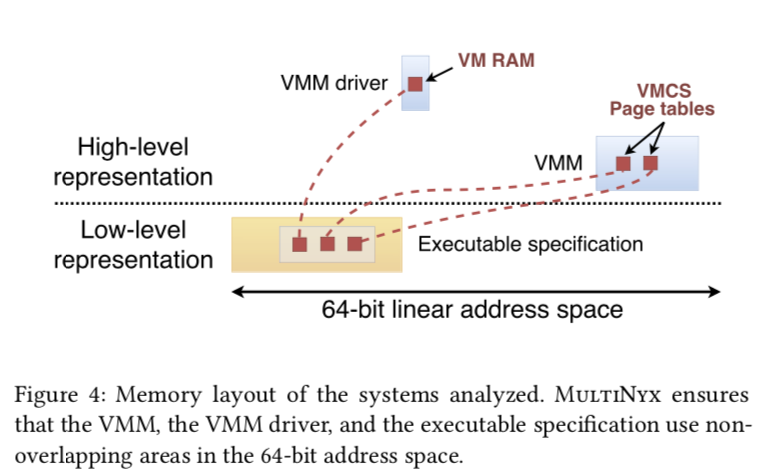 VM RAM
VMM driver
VMCS
Page tables
High-level
representation
VMM
Low-level
representation
Executable specification
64-bit linear address space
Figure 4: Memory layout of the systems analyzed. MULTINYX ensures
that the VMM, the VMM driver, and the executable specification use non-
overlapping areas in the 64-bit address space.